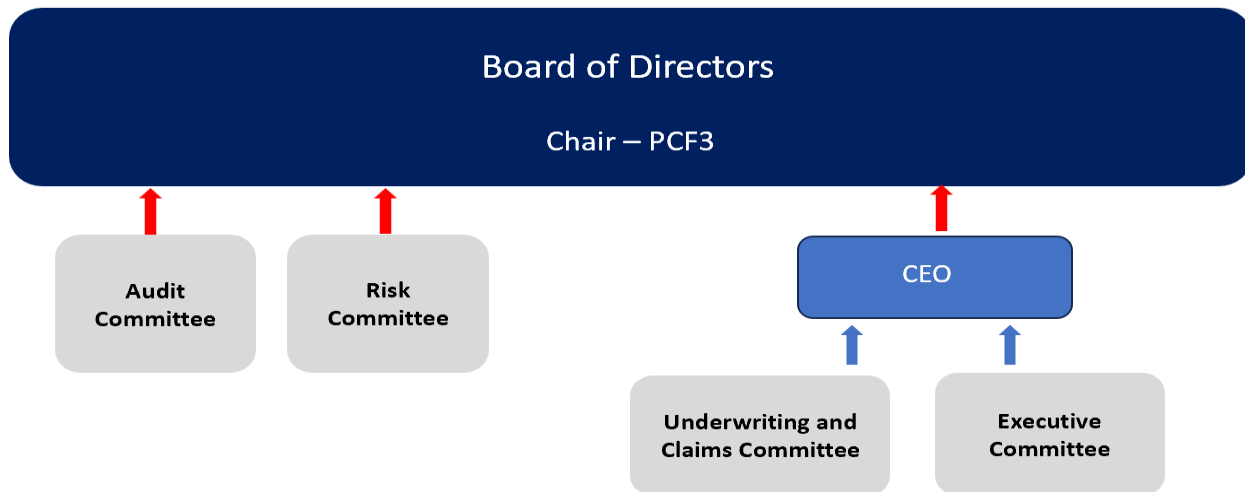 Board of Directors
Chair – PCF3
Audit
Committee
Risk
Committee
CEO
Underwriting and
Claims Committee
Executive
Committee